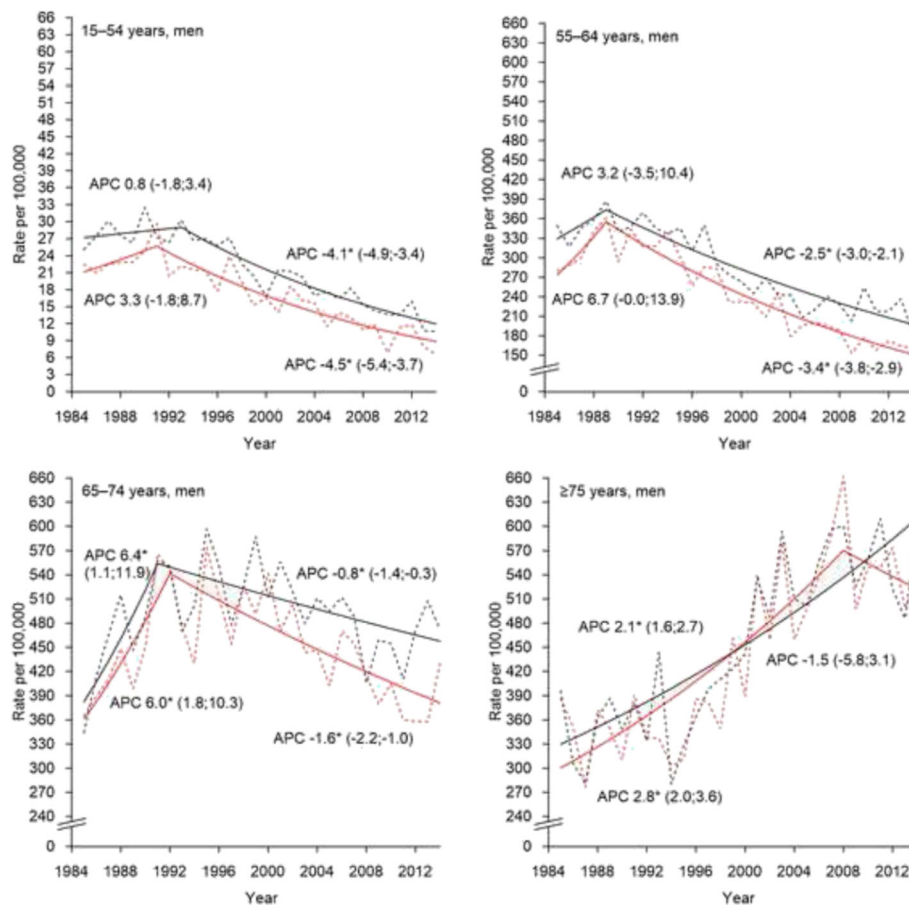 15–54 years, men
66
63
60
57
54
51
48
45
42
39
36
33
30
27
24
21
18
15
12
9
6
3
0
Rate per 100,000
APC 0.8 (-1.8;3.4)
APC -4.1* (-4.9;-3.4)
APC 3.3 (-1.8;8.7)
APC -4.5* (-5.4;-3.7)
1984 1988 1992 1996 2000 2004 2008 2012
Year
55–64 years, men
660
630
600
570
540
510
480
450
420
390
360
330
300
270
240
210
180
150
0
Rate per 100,000
APC 3.2 (-3.5;10.4)
APC -2.5* (-3.0;-2.1)
APC 6.7 (-0.0;13.9)
APC -3.4* (-3.8;-2.9)
1984 1988 1992 1996 2000 2004 2008 2012
Year
65–74 years, men
660
630
600
570
540
510
480
450
420
390
360
330
300
270
240
0
Rate per 100,000
APC 6.4*
(1.1;11.9)
APC -0.8* (-1.4;-0.3)
APC 6.0* (1.8;10.3)
APC -1.6* (-2.2;-1.0)
1984 1988 1992 1996 2000 2004 2008 2012
Year
≥75 years, men
660
630
600
570
540
510
480
450
420
390
360
330
300
270
240
0
Rate per 100,000
APC 2.1* (1.6;2.7)
APC -1.5 (-5.8;3.1)
APC 2.8* (2.0;3.6)
1984 1988 1992 1996 2000 2004 2008 2012
Year